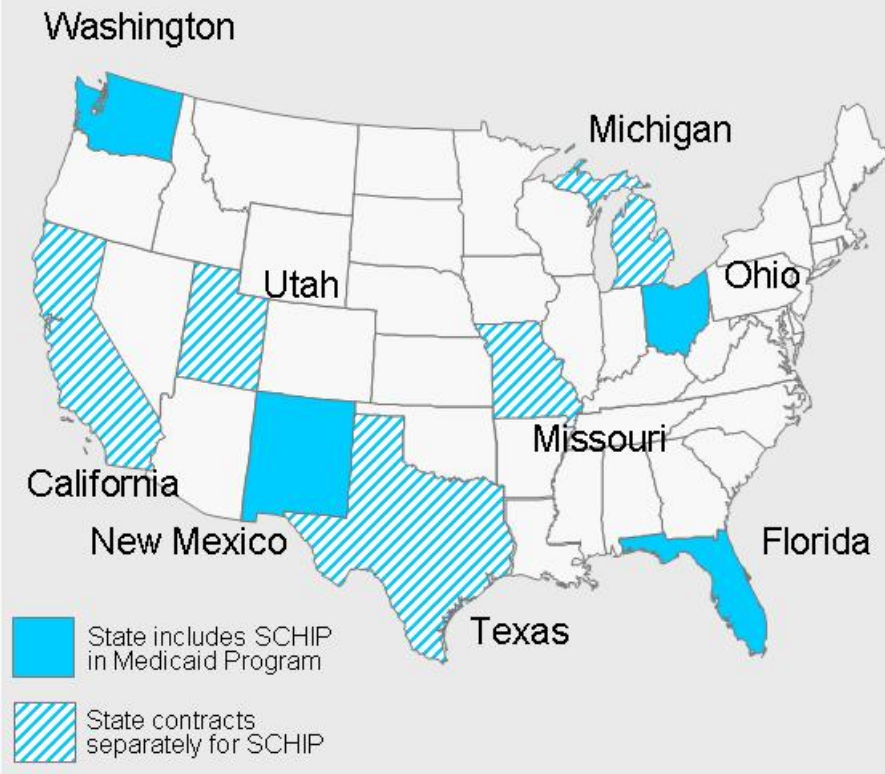 Washington
Michigan
Ohio
Utah
Missouri
California
New Mexico
Florida
Texas
State includes SCHIP
in Medicaid Program
State contracts
separately for SCHIP